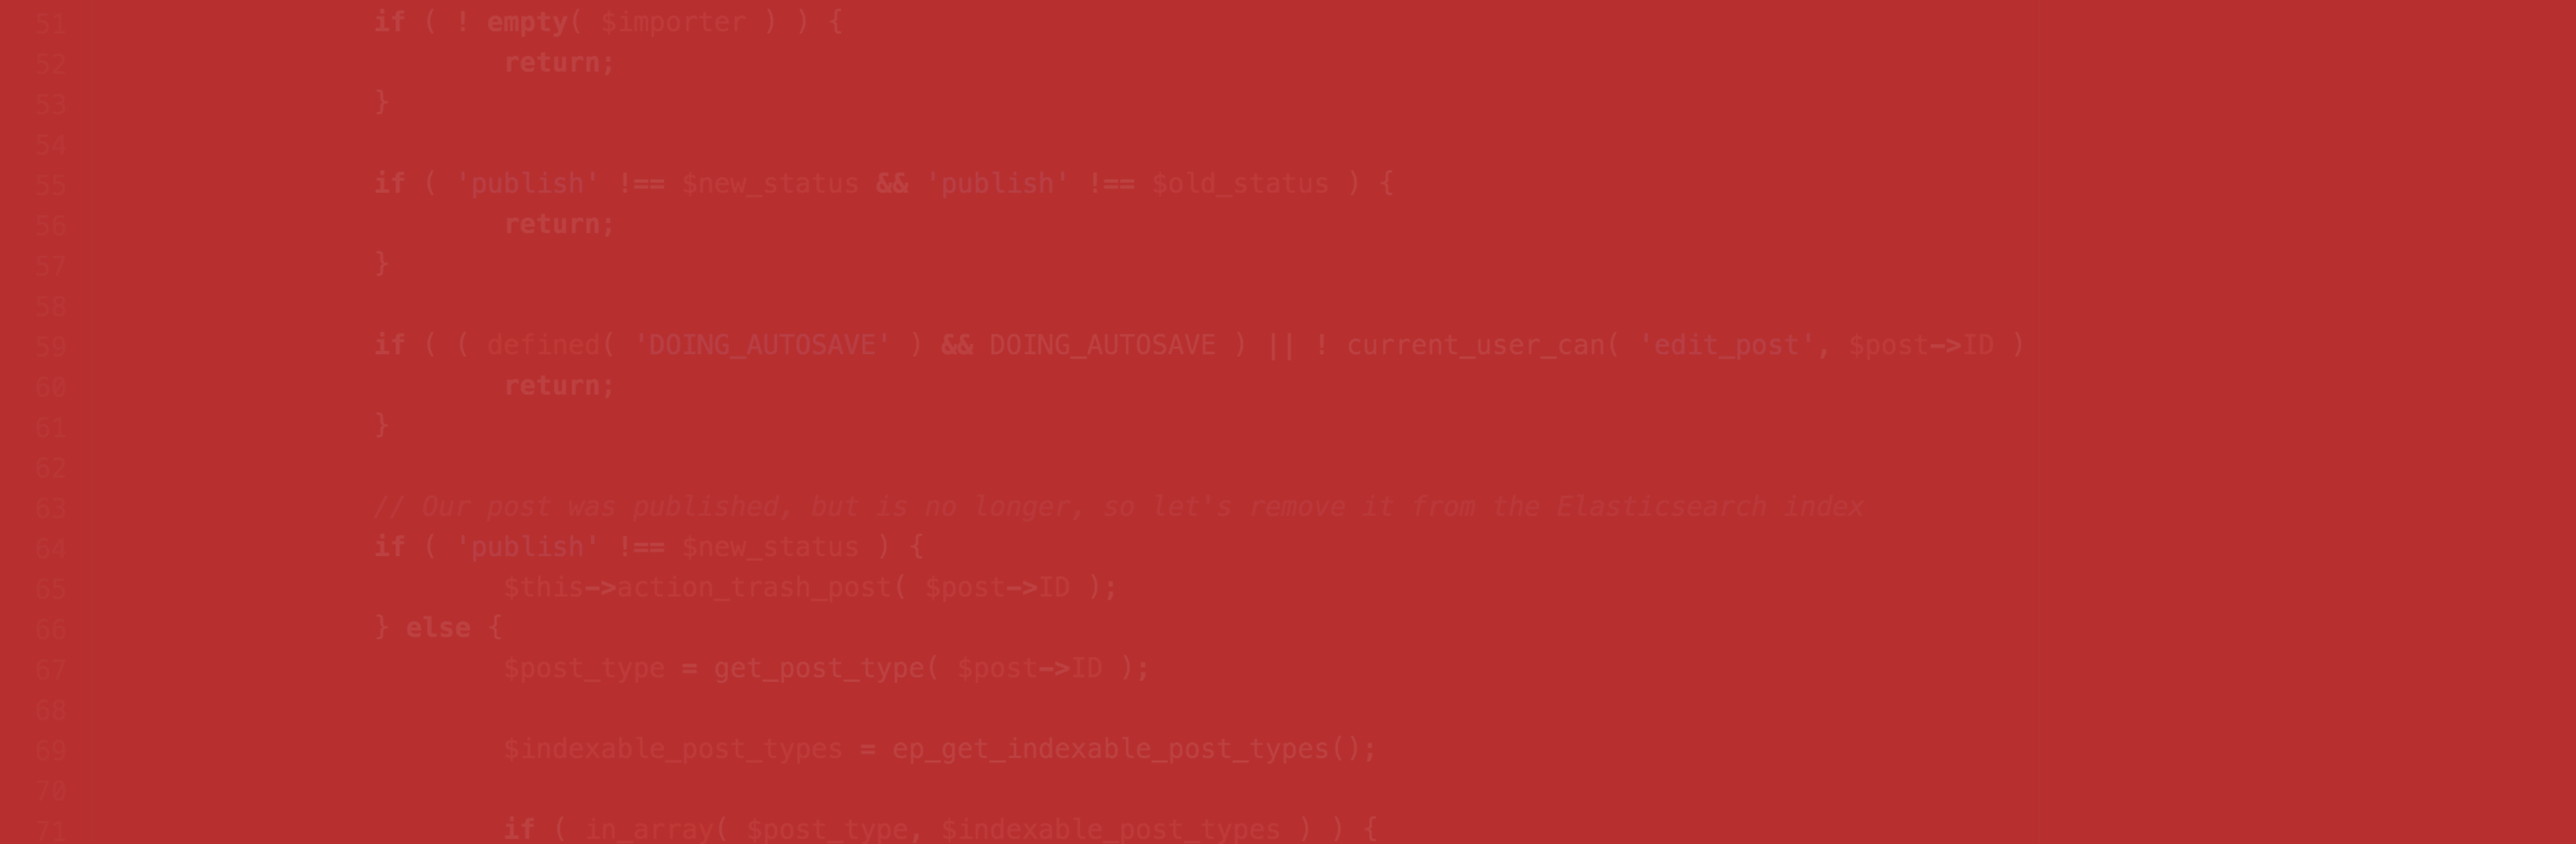 51 if ( ! empty( $importer ) ) {
52 return;
53 }
54
55 if ( 'publish' !== $new_status && 'publish' !== $old_status ) {
56 return;
57 }
58
59 if ( ( defined( 'DOING_AUTOSAVE' ) && DOING_AUTOSAVE ) || ! current_user_can( 'edit_post', $post->ID )
60 return;
61 }
62
63 // Our post was published, but is no longer, so let's remove it from the Elasticsearch index
64 if ( 'publish' !== $new_status ) {
65 $this->action_trash_post( $post->ID );
66 } else {
67 $post_type = get_post_type( $post->ID );
68
69 $indexable_post_types = ep_get_indexable_post_types();
70
71 if ( in_array( $post_type, $indexable_post_types ) ) {